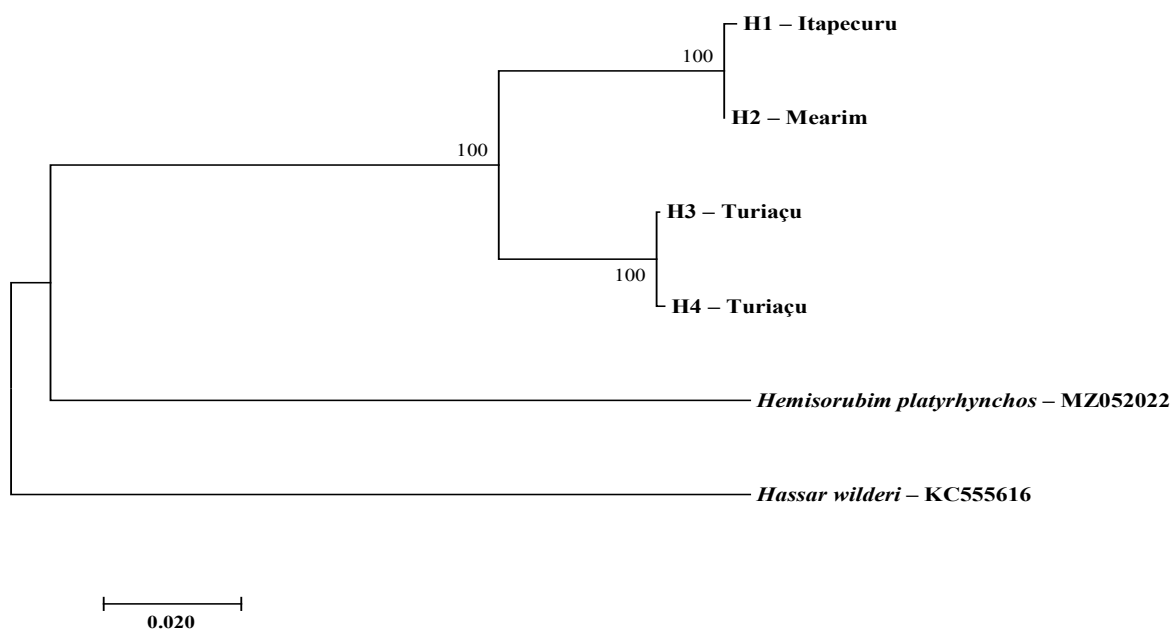 H1 – Itapecuru
100
H2 – Mearim
100
H3 – Turiaçu
100
H4 – Turiaçu
Hemisorubim platyrhynchos – MZ052022
Hassar wilderi – KC555616
0.020